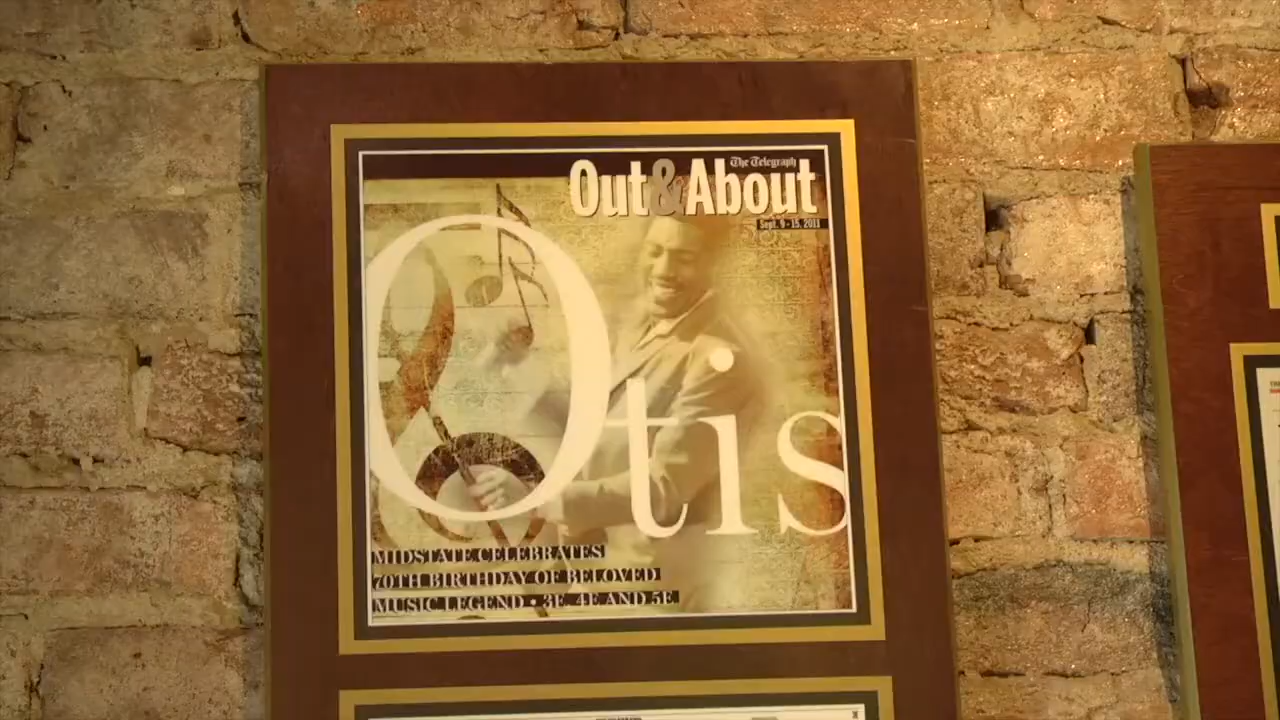 The Telegraph
Out&About
Sept. 9 - 15, 2011
Otis
MIDSTATE CELEBRATES
70TH BIRTHDAY OF BELOVED
MUSIC LEGEND • 3E, 4E AND 5E